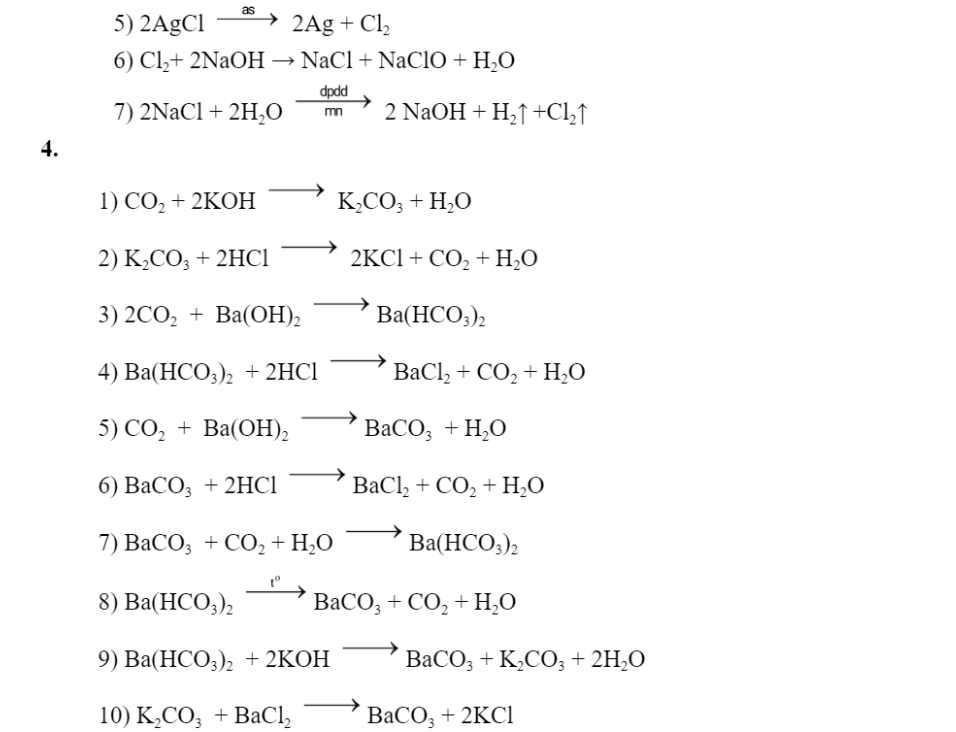 5) 2AgCl as→ 2Ag + Cl₂
6) Cl₂+ 2NaOH → NaCl + NaClO + H₂O
7) 2NaCl + 2H₂O dpdd→mn 2 NaOH + H₂↑ +Cl₂↑
4.
1) CO₂ + 2KOH → K₂CO₃ + H₂O
2) K₂CO₃ + 2HCl → 2KCl + CO₂ + H₂O
3) 2CO₂ + Ba(OH)₂ → Ba(HCO₃)₂
4) Ba(HCO₃)₂ + 2HCl → BaCl₂ + CO₂ + H₂O
5) CO₂ + Ba(OH)₂ → BaCO₃ + H₂O
6) BaCO₃ + 2HCl → BaCl₂ + CO₂ + H₂O
7) BaCO₃ + CO₂ + H₂O → Ba(HCO₃)₂
8) Ba(HCO₃)₂ t⁰→ BaCO₃ + CO₂ + H₂O
9) Ba(HCO₃)₂ + 2KOH → BaCO₃ + K₂CO₃ + 2H₂O
10) K₂CO₃ + BaCl₂ → BaCO₃ + 2KCl